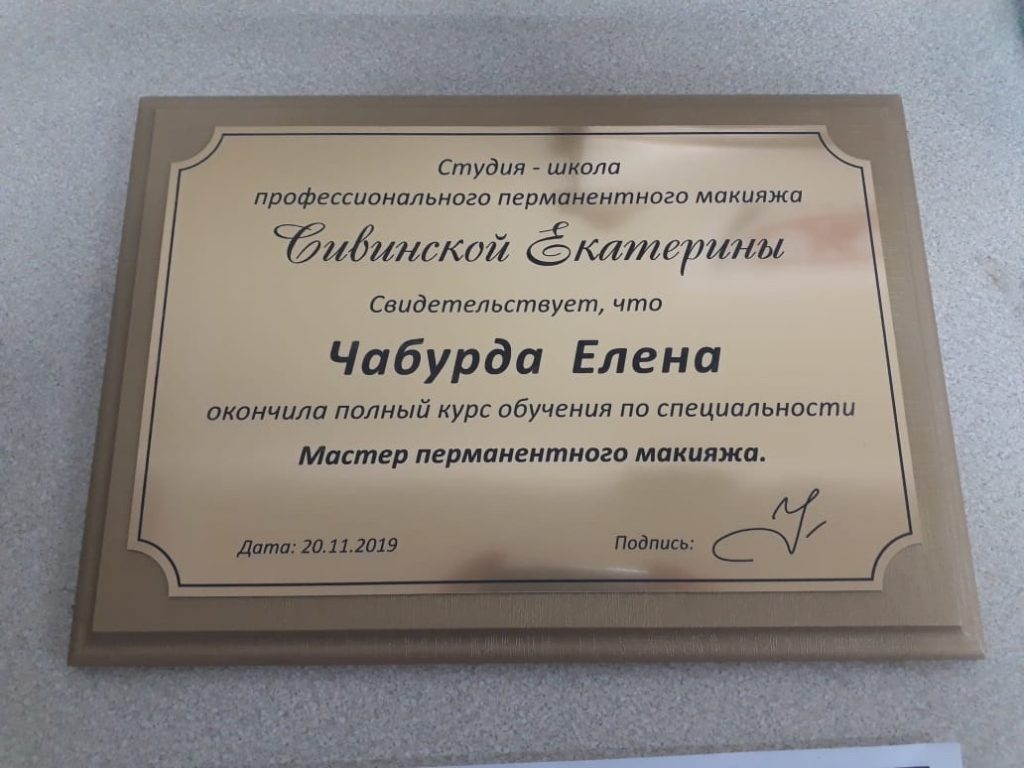 Студия - школа
профессионального перманентного макияжа
Сивинской Екатерины
Свидетельствует, что
Чабурда Елена
окончила полный курс обучения по специальности
Мастер перманентного макияжа.
Дата: 20.11.2019 Подпись: